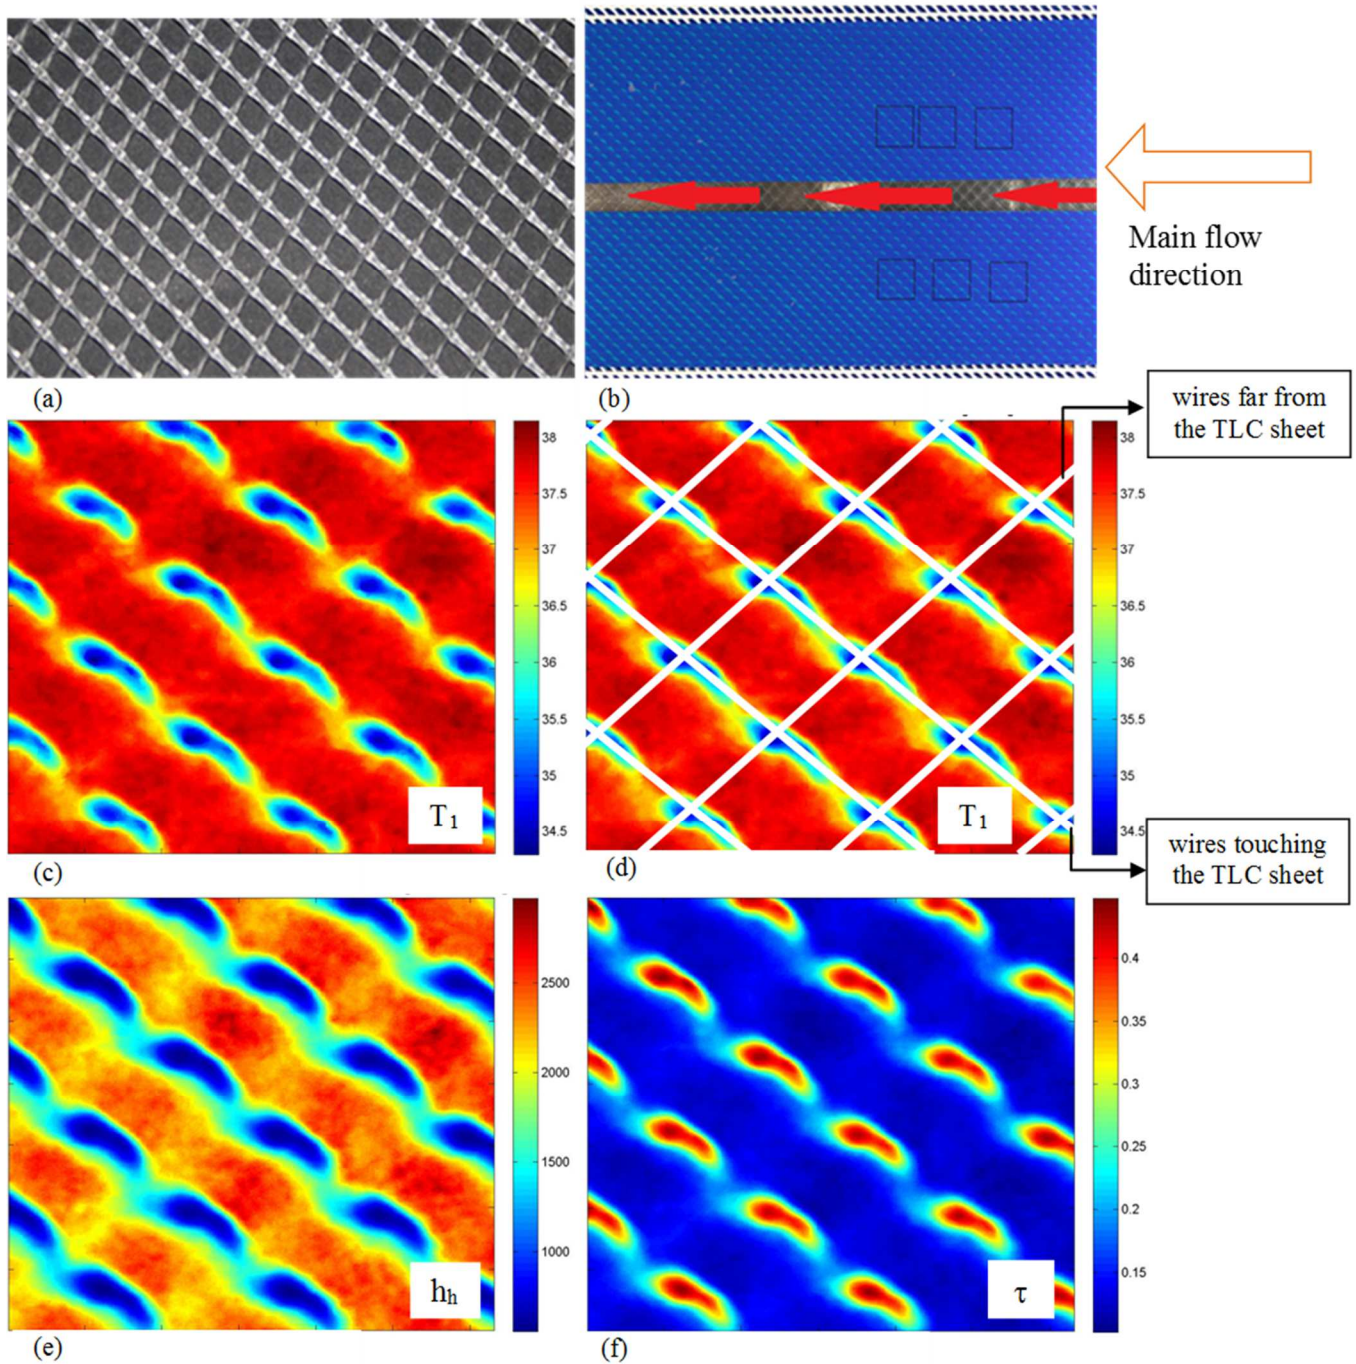 Main flow
direction
(a)
(b)
wires far from
the TLC sheet
38
37.5
37
36.5
36
35.5
35
34.5
T1
(c)
38
37.5
37
36.5
36
35.5
35
34.5
T1
(d)
wires touching
the TLC sheet
2500
2000
1500
1000
hh
(e)
0.4
0.35
0.3
0.25
0.2
0.15
τ
(f)